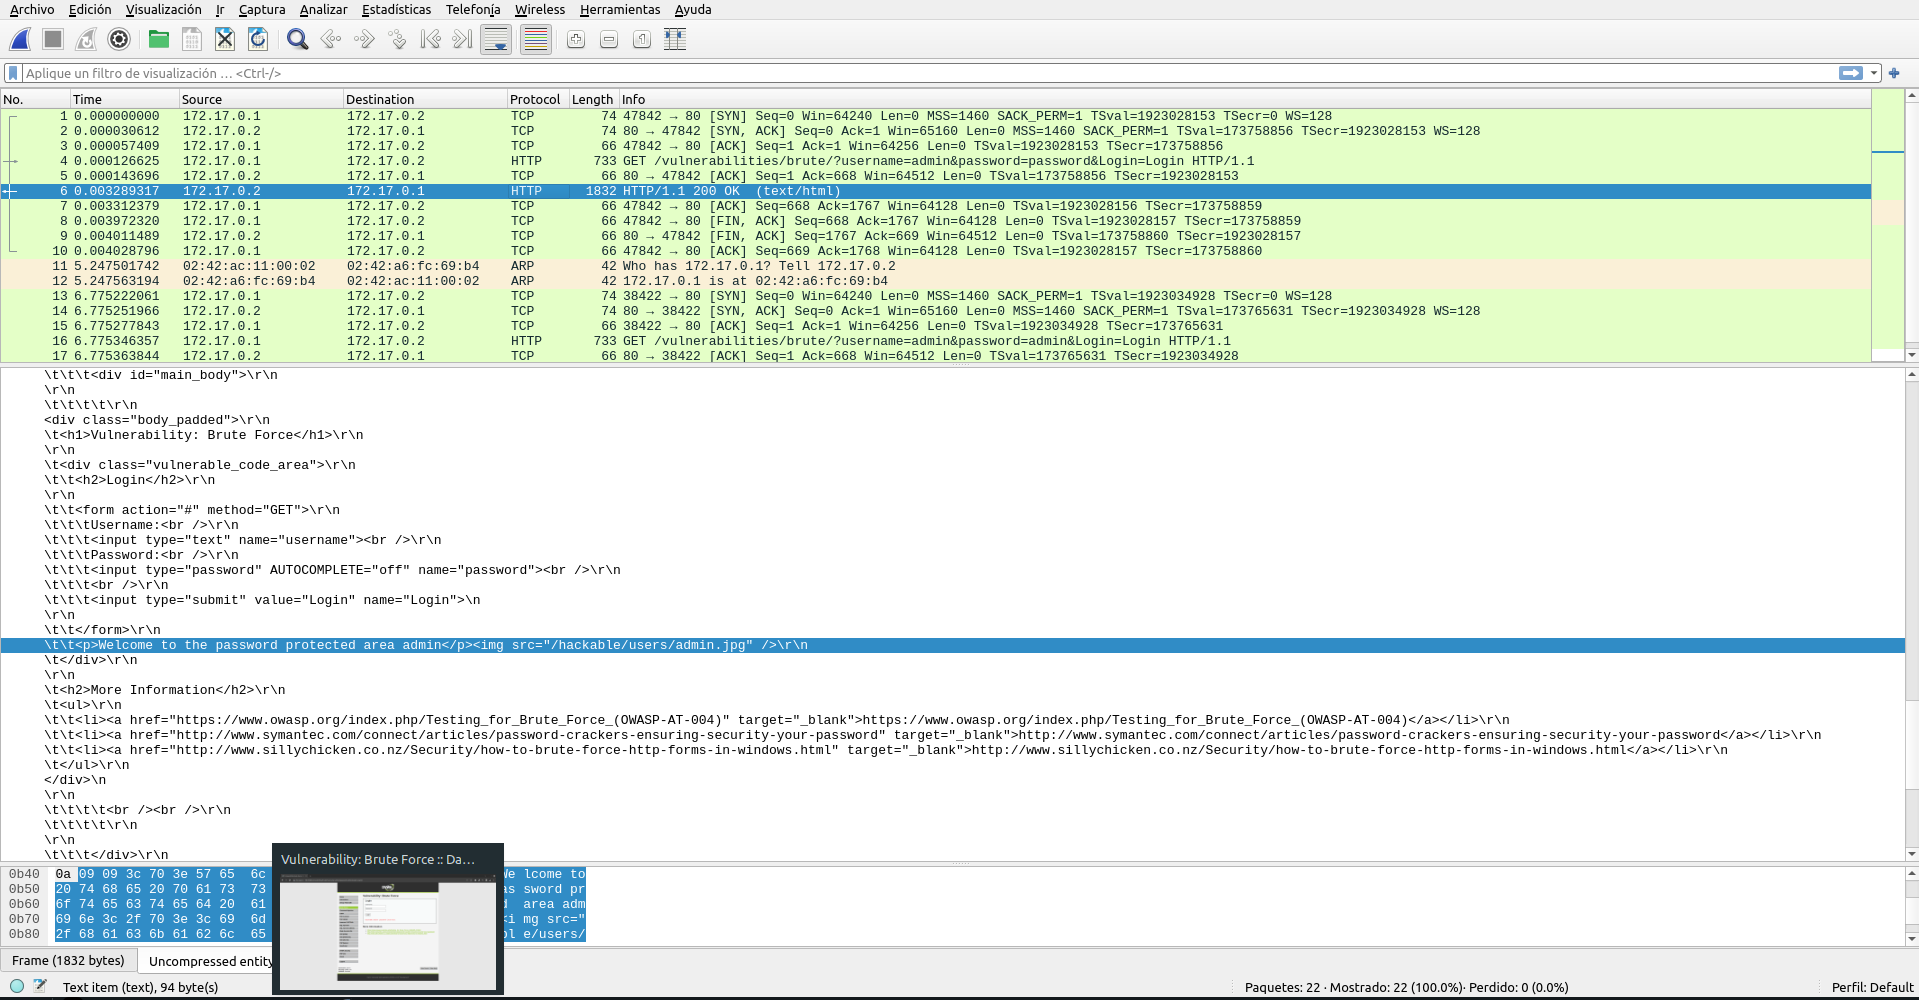 Archivo Edición Visualización Ir Captura Analizar Estadísticas Telefonía Wireless Herramientas Ayuda
Aplique un filtro de visualización … <Ctrl-/>
No. Time Source Destination Protocol Length Info
1 0.000000000 172.17.0.1 172.17.0.2 TCP 74 47842 → 80 [SYN] Seq=0 Win=64240 Len=0 MSS=1460 SACK_PERM=1 TSval=1923028153 TSecr=0 WS=128
2 0.000030612 172.17.0.2 172.17.0.1 TCP 74 80 → 47842 [SYN, ACK] Seq=0 Ack=1 Win=65160 Len=0 MSS=1460 SACK_PERM=1 TSval=173758856 TSecr=1923028153 WS=128
3 0.000057409 172.17.0.1 172.17.0.2 TCP 66 47842 → 80 [ACK] Seq=1 Ack=1 Win=64256 Len=0 TSval=1923028153 TSecr=173758856
4 0.000126625 172.17.0.1 172.17.0.2 HTTP 733 GET /vulnerabilities/brute/?username=admin&password=password&Login=Login HTTP/1.1
5 0.000143696 172.17.0.2 172.17.0.1 TCP 66 80 → 47842 [ACK] Seq=1 Ack=668 Win=64512 Len=0 TSval=173758856 TSecr=1923028153
6 0.003289317 172.17.0.2 172.17.0.1 HTTP 1832 HTTP/1.1 200 OK (text/html)
7 0.003312379 172.17.0.1 172.17.0.2 TCP 66 47842 → 80 [ACK] Seq=668 Ack=1767 Win=64128 Len=0 TSval=1923028156 TSecr=173758859
8 0.003972320 172.17.0.1 172.17.0.2 TCP 66 47842 → 80 [FIN, ACK] Seq=668 Ack=1767 Win=64128 Len=0 TSval=1923028157 TSecr=173758859
9 0.004011489 172.17.0.2 172.17.0.1 TCP 66 80 → 47842 [FIN, ACK] Seq=1767 Ack=669 Win=64512 Len=0 TSval=173758860 TSecr=1923028157
10 0.004028796 172.17.0.1 172.17.0.2 TCP 66 47842 → 80 [ACK] Seq=669 Ack=1768 Win=64128 Len=0 TSval=1923028157 TSecr=173758860
11 5.247501742 02:42:ac:11:00:02 02:42:a6:fc:69:b4 ARP 42 Who has 172.17.0.1? Tell 172.17.0.2
12 5.247563194 02:42:a6:fc:69:b4 02:42:ac:11:00:02 ARP 42 172.17.0.1 is at 02:42:a6:fc:69:b4
13 6.775222061 172.17.0.1 172.17.0.2 TCP 74 38422 → 80 [SYN] Seq=0 Win=64240 Len=0 MSS=1460 SACK_PERM=1 TSval=1923034928 TSecr=0 WS=128
14 6.775251966 172.17.0.2 172.17.0.1 TCP 74 80 → 38422 [SYN, ACK] Seq=0 Ack=1 Win=65160 Len=0 MSS=1460 SACK_PERM=1 TSval=173765631 TSecr=1923034928 WS=128
15 6.775277843 172.17.0.1 172.17.0.2 TCP 66 38422 → 80 [ACK] Seq=1 Ack=1 Win=64256 Len=0 TSval=1923034928 TSecr=173765631
16 6.775346357 172.17.0.1 172.17.0.2 HTTP 733 GET /vulnerabilities/brute/?username=admin&password=admin&Login=Login HTTP/1.1
17 6.775363844 172.17.0.2 172.17.0.1 TCP 66 80 → 38422 [ACK] Seq=1 Ack=668 Win=64512 Len=0 TSval=173765631 TSecr=1923034928
\t\t\t<div id="main_body">\r\n
\r\n
\t\t\t\t\r\n
<div class="body_padded">\r\n
\t<h1>Vulnerability: Brute Force</h1>\r\n
\r\n
\t<div class="vulnerable_code_area">\r\n
\t\t<h2>Login</h2>\r\n
\r\n
\t\t<form action="#" method="GET">\r\n
\t\t\tUsername:<br />\r\n
\t\t\t<input type="text" name="username"><br />\r\n
\t\t\tPassword:<br />\r\n
\t\t\t<input type="password" AUTOCOMPLETE="off" name="password"><br />\r\n
\t\t\t<br />\r\n
\t\t\t<input type="submit" value="Login" name="Login">\n
\r\n
\t\t</form>\r\n
\t\t<p>Welcome to the password protected area admin</p><img src="/hackable/users/admin.jpg" />\r\n
\t</div>\r\n
\r\n
\t<h2>More Information</h2>\r\n
\t<ul>\r\n
\t\t<li><a href="https://www.owasp.org/index.php/Testing_for_Brute_Force_(OWASP-AT-004)" target="_blank">https://www.owasp.org/index.php/Testing_for_Brute_Force_(OWASP-AT-004)</a></li>\r\n
\t\t<li><a href="http://www.symantec.com/connect/articles/password-crackers-ensuring-security-your-password" target="_blank">http://www.symantec.com/connect/articles/password-crackers-ensuring-security-your-password</a></li>\r\n
\t\t<li><a href="http://www.sillychicken.co.nz/Security/how-to-brute-force-http-forms-in-windows.html" target="_blank">http://www.sillychicken.co.nz/Security/how-to-brute-force-http-forms-in-windows.html</a></li>\r\n
\t</ul>\r\n
</div>\n
\r\n
\t\t\t\t<br /><br />\r\n
\t\t\t\t\r\n
\r\n
\t\t\t</div>\r\n
Vulnerability: Brute Force :: Da…
0b40 0a 09 09 3c 70 3e 57 65 6c We lcome to
0b50 20 74 68 65 20 70 61 73 73 as sword pr
0b60 6f 74 65 63 74 65 64 20 61 d area adm
0b70 69 6e 3c 2f 70 3e 3c 69 6d <i mg src="
0b80 2f 68 61 63 6b 61 62 6c 65 bl e/users/
Frame (1832 bytes) Uncompressed entity
Text item (text), 94 byte(s) Paquetes: 22 · Mostrado: 22 (100.0%)· Perdido: 0 (0.0%) Perfil: Default